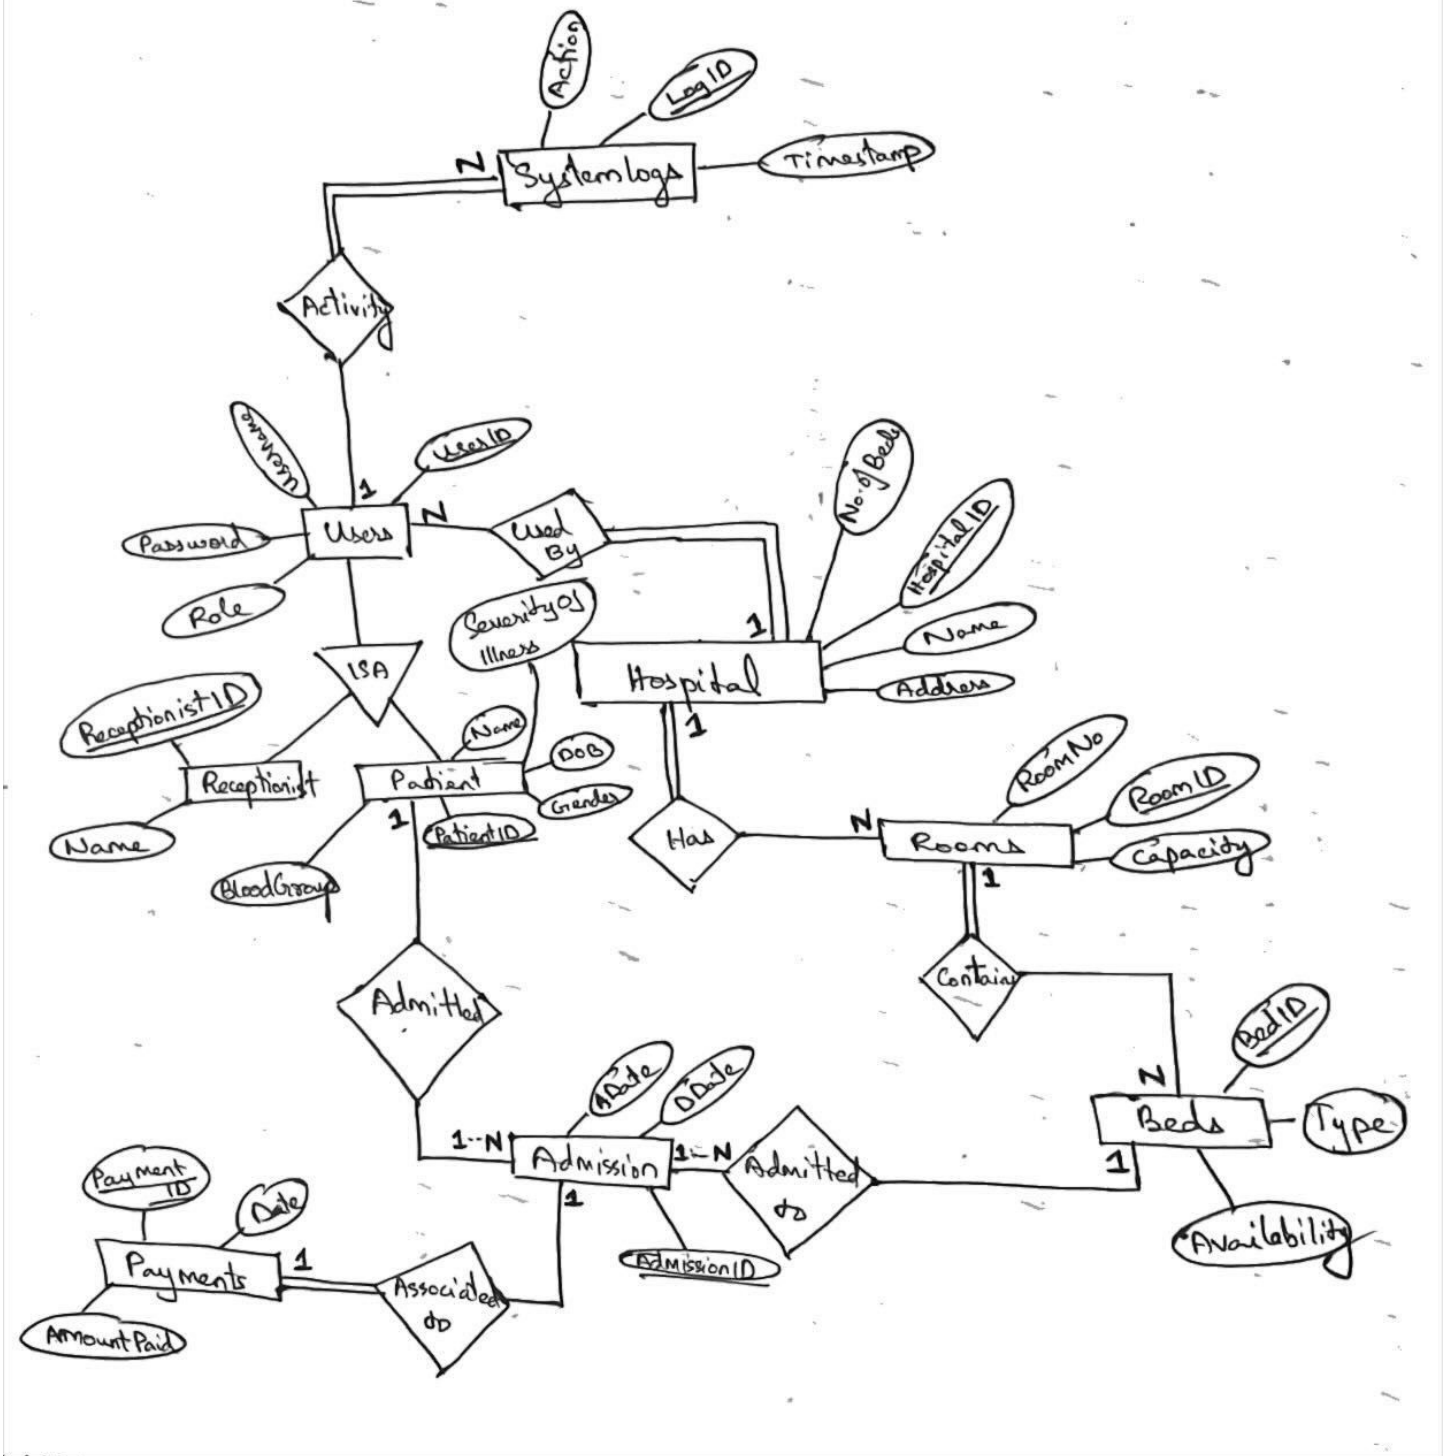 Action
LogID
N
Systemlogs
Timestamp
Activity
Username
UserID
1
N
Users
Used
By
Password
Role
No.of Beds
HospitalID
Name
Address
1
Hospital
1
SeverityOf
Illness
ISA
ReceptionistID
Receptionist
Name
Name
DOB
Gender
Patient
PatientID
1
BloodGroup
Has
N
Rooms
RoomNo
RoomID
Capacity
1
Contains
N
BedID
Beds
Type
1
Availability
Admitted
ADate
DDate
1--N
Admission
1--N
Admitted
to
1
AdmissionID
Payment
ID
Date
Payments
1
AmountPaid
Associated
to